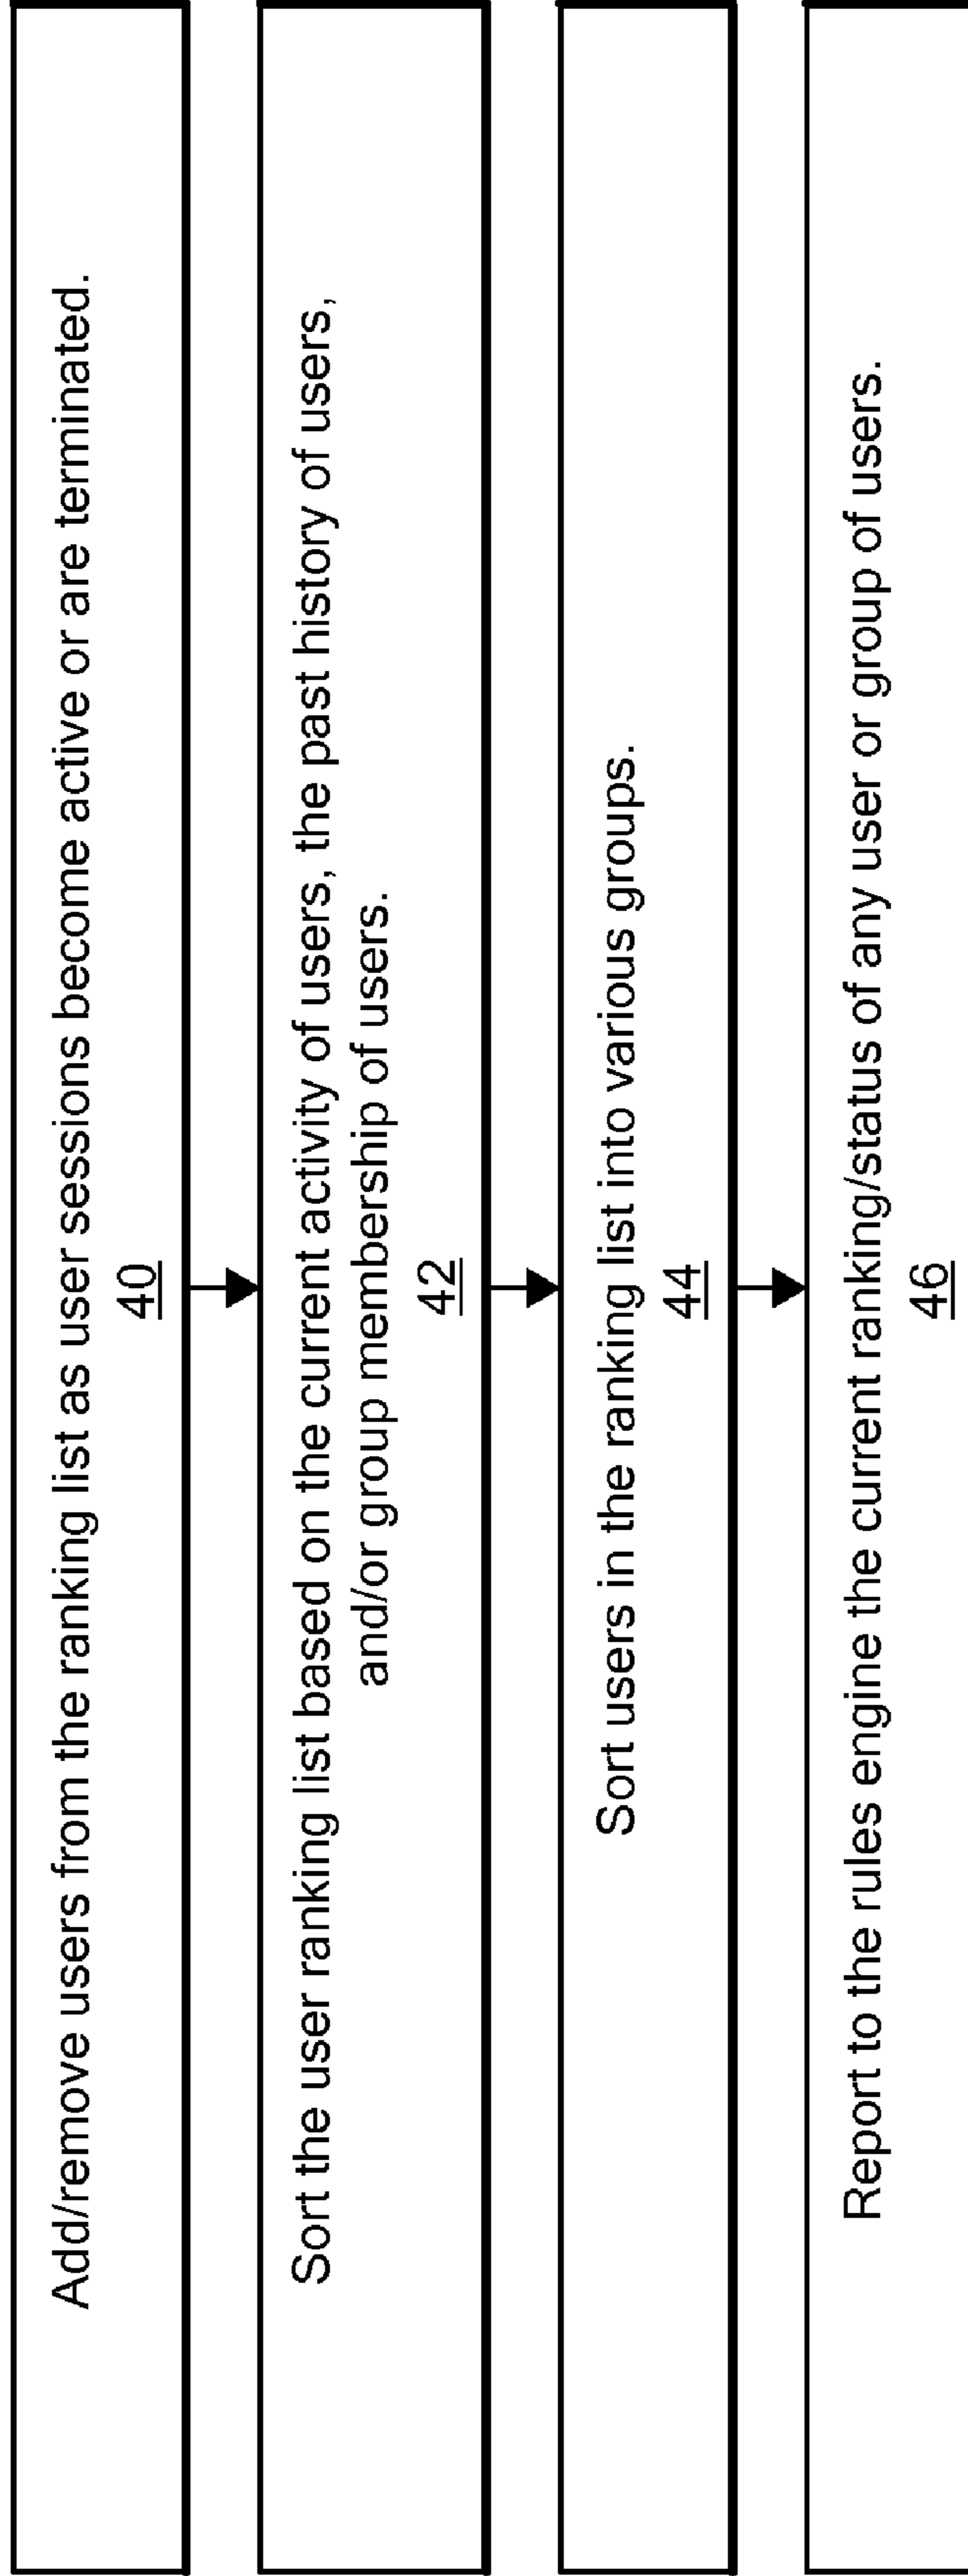 Add/remove users from the ranking list as user sessions become active or are terminated.
40
Sort the user ranking list based on the current activity of users, the past history of users,
and/or group membership of users.
42
Sort users in the ranking list into various groups.
44
Report to the rules engine the current ranking/status of any user or group of users.
46